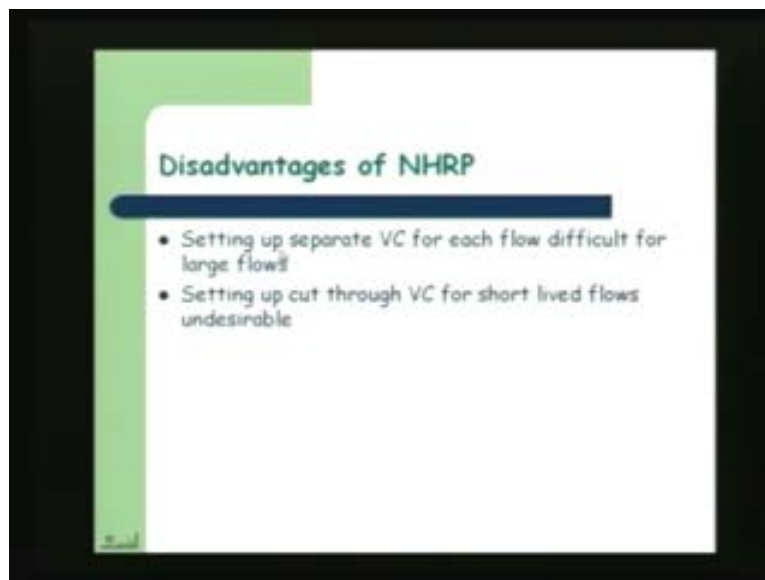 Disadvantages of NHRP
● Setting up separate VC for each flow difficult for
large flows
● Setting up cut through VC for short lived flows
undesirable